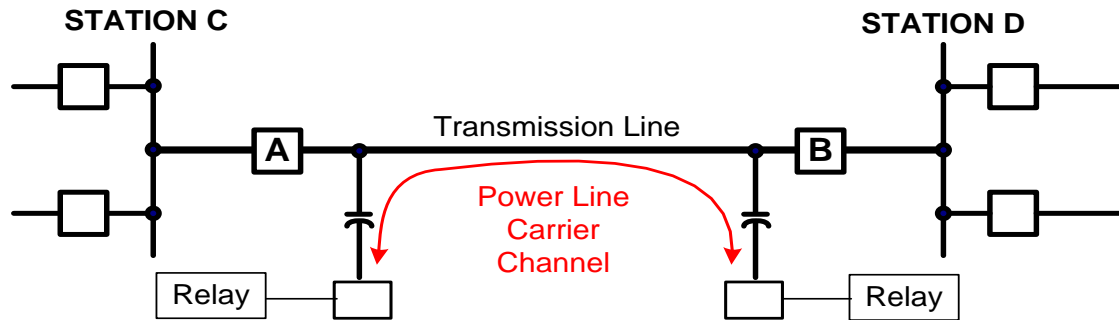 STATION C
STATION D
A
Transmission Line
B
Power Line
Carrier
Channel
Relay
Relay